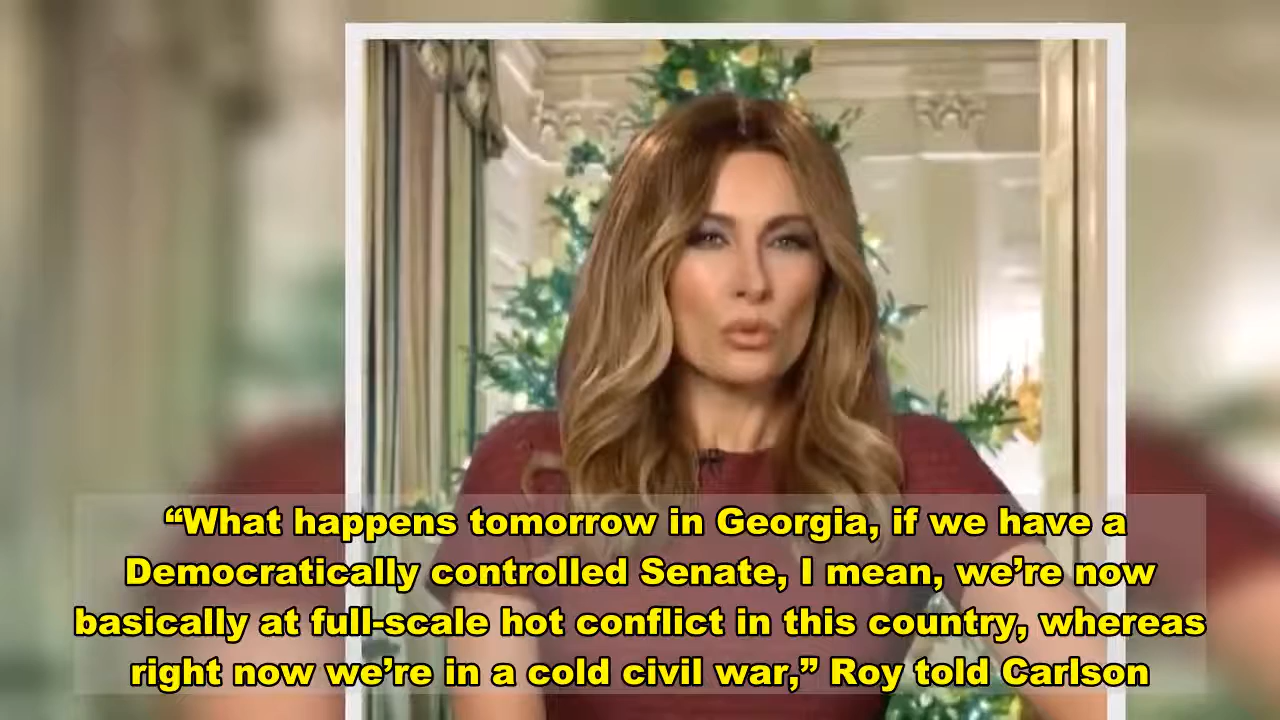 “What happens tomorrow in Georgia, if we have a
Democratically controlled Senate, I mean, we’re now
basically at full-scale hot conflict in this country, whereas
right now we’re in a cold civil war,” Roy told Carlson